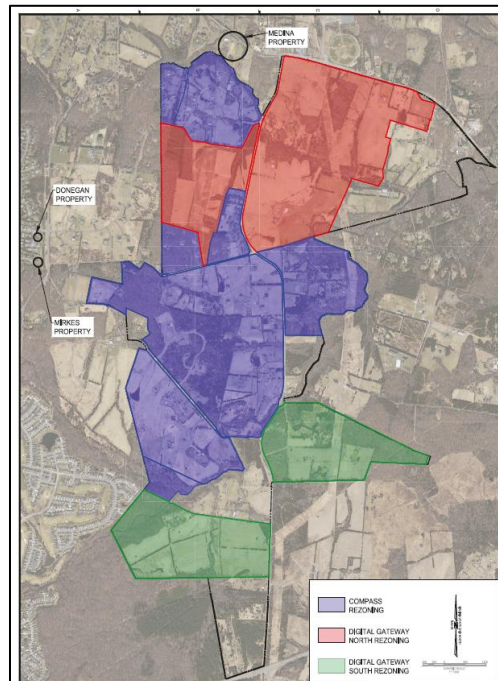 MEDINA
PROPERTY
DONEGAN
PROPERTY
MIRKES
PROPERTY
COMPASS
REZONING
DIGITAL GATEWAY
NORTH REZONING
DIGITAL GATEWAY
SOUTH REZONING